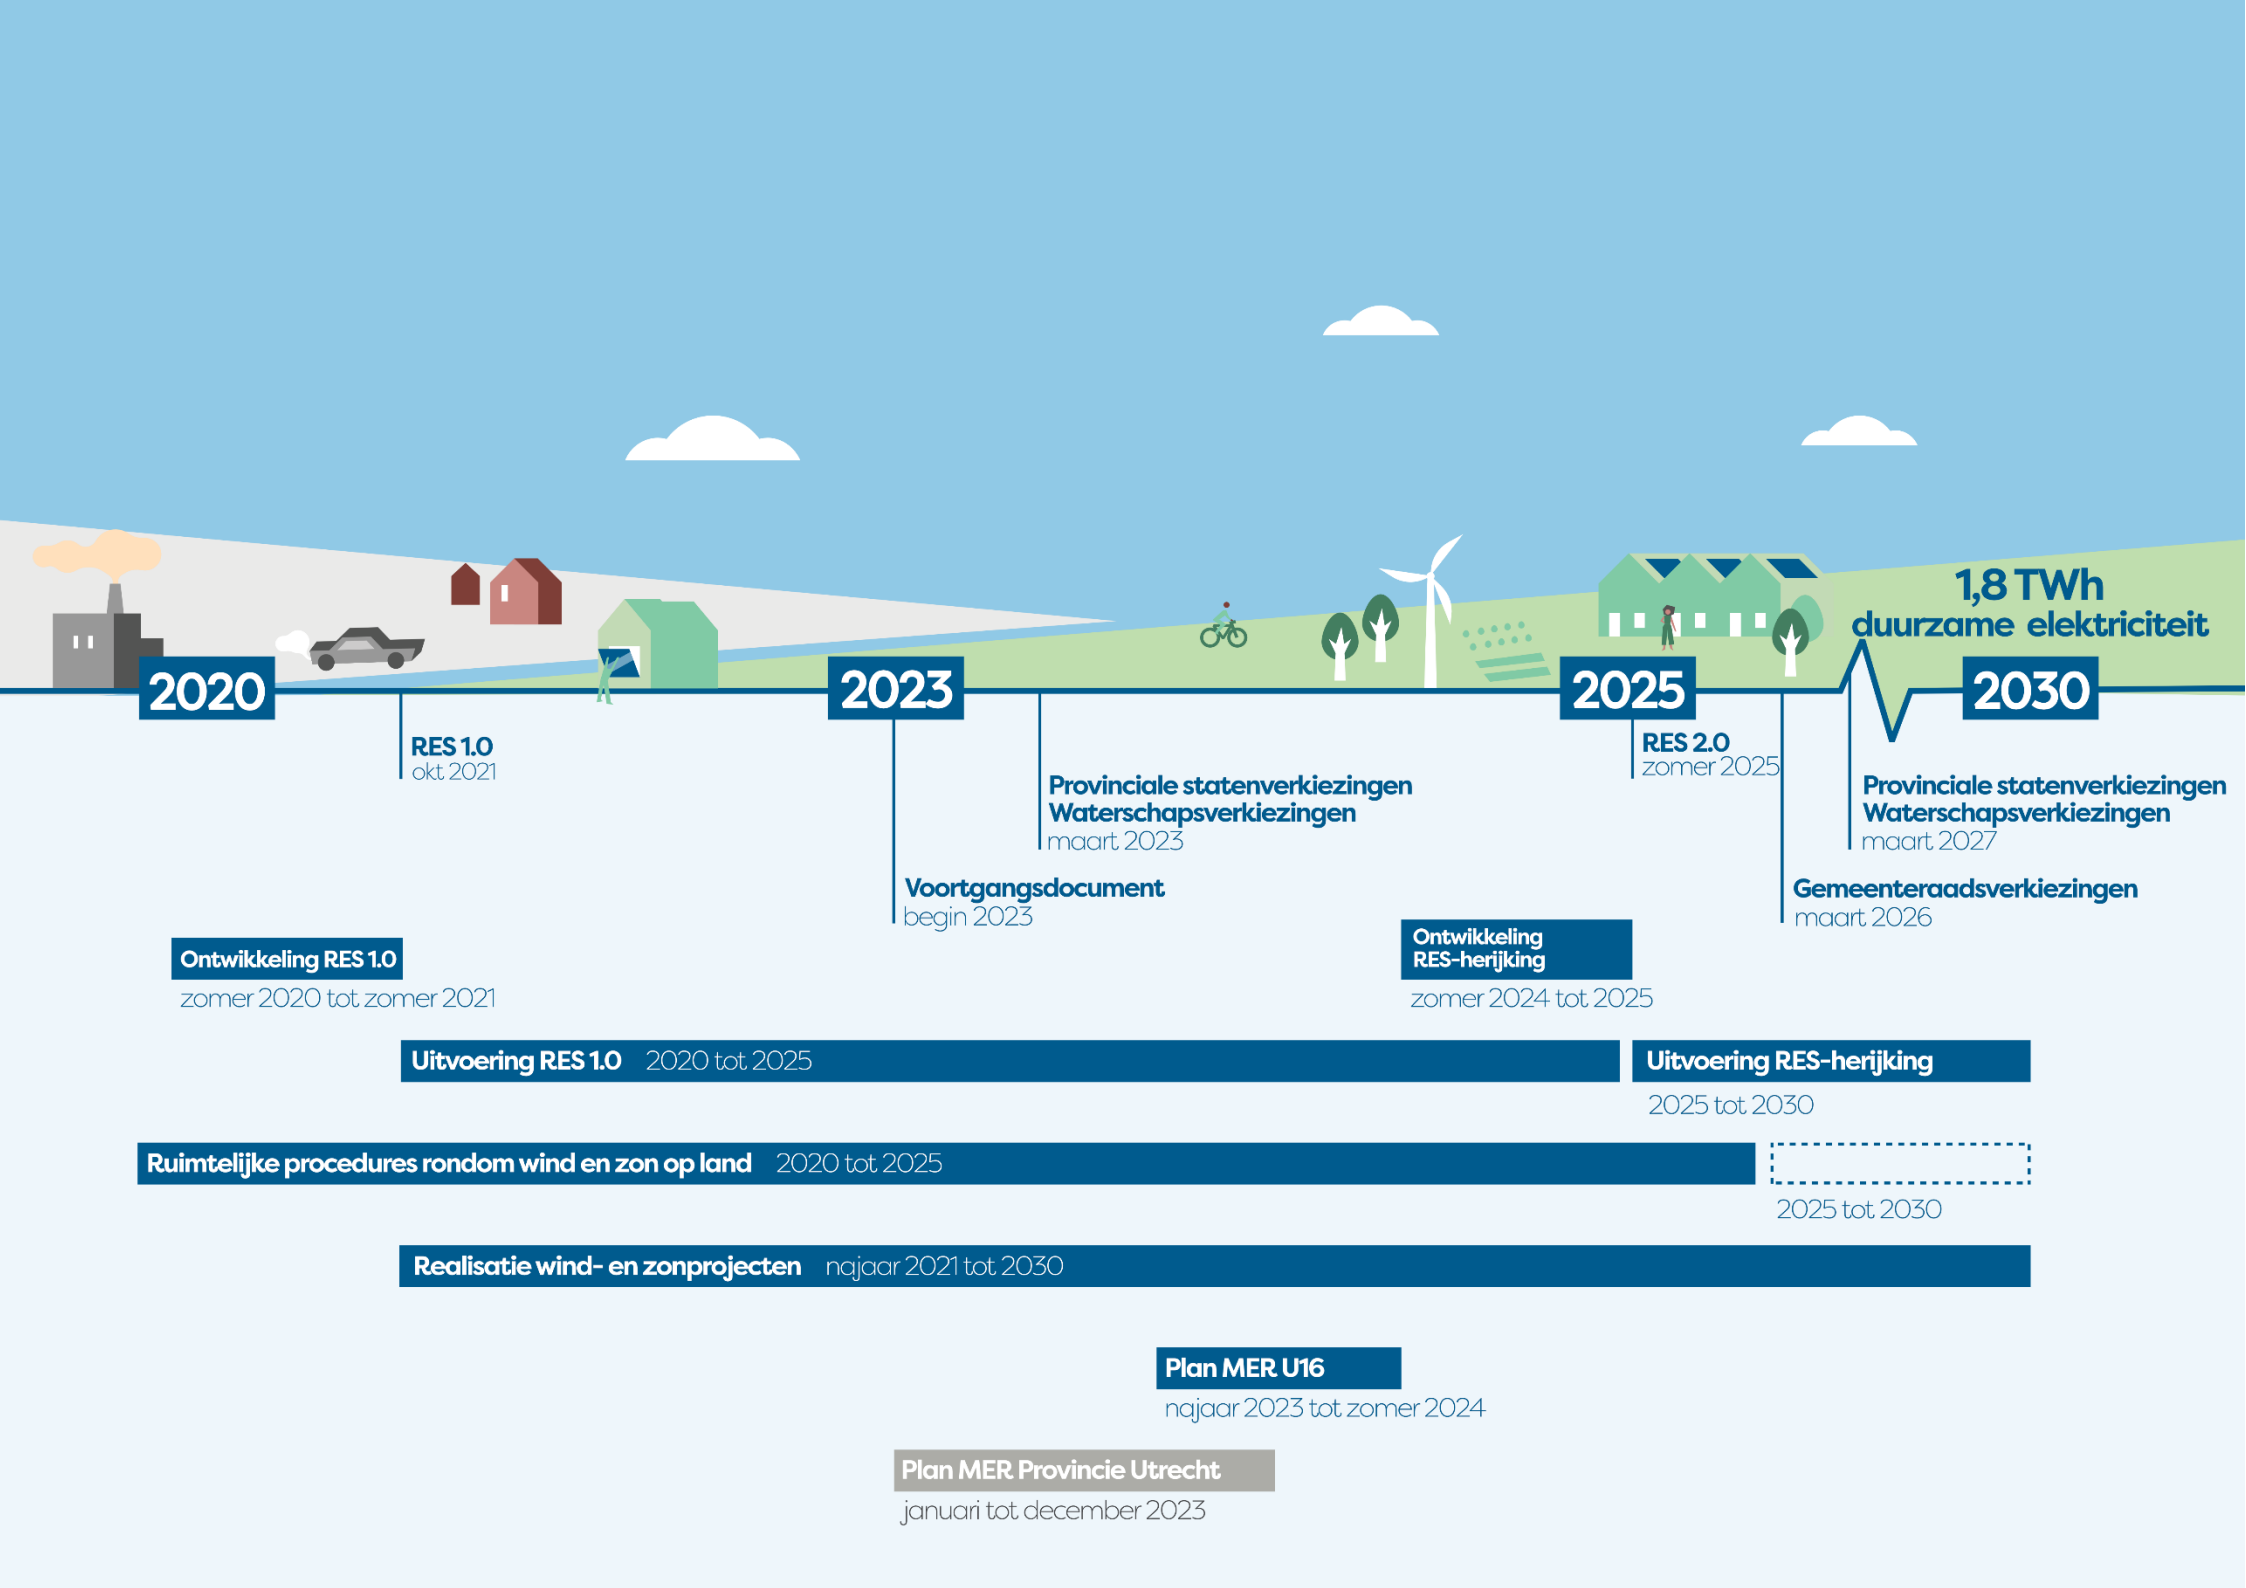 1,8 TWh
duurzame elektriciteit
2020
2023
2025
2030
RES 1.0
okt 2021
RES 2.0
zomer 2025
Provinciale statenverkiezingen
Waterschapsverkiezingen
maart 2023
Provinciale statenverkiezingen
Waterschapsverkiezingen
maart 2027
Voortgangsdocument
begin 2023
Gemeenteraadsverkiezingen
maart 2026
Ontwikkeling RES 1.0
zomer 2020 tot zomer 2021
Ontwikkeling
RES-herijking
zomer 2024 tot 2025
Uitvoering RES 1.0 2020 tot 2025
Uitvoering RES-herijking
2025 tot 2030
Ruimtelijke procedures rondom wind en zon op land 2020 tot 2025
2025 tot 2030
Realisatie wind- en zonprojecten najaar 2021 tot 2030
Plan MER U16
najaar 2023 tot zomer 2024
Plan MER Provincie Utrecht
januari tot december 2023